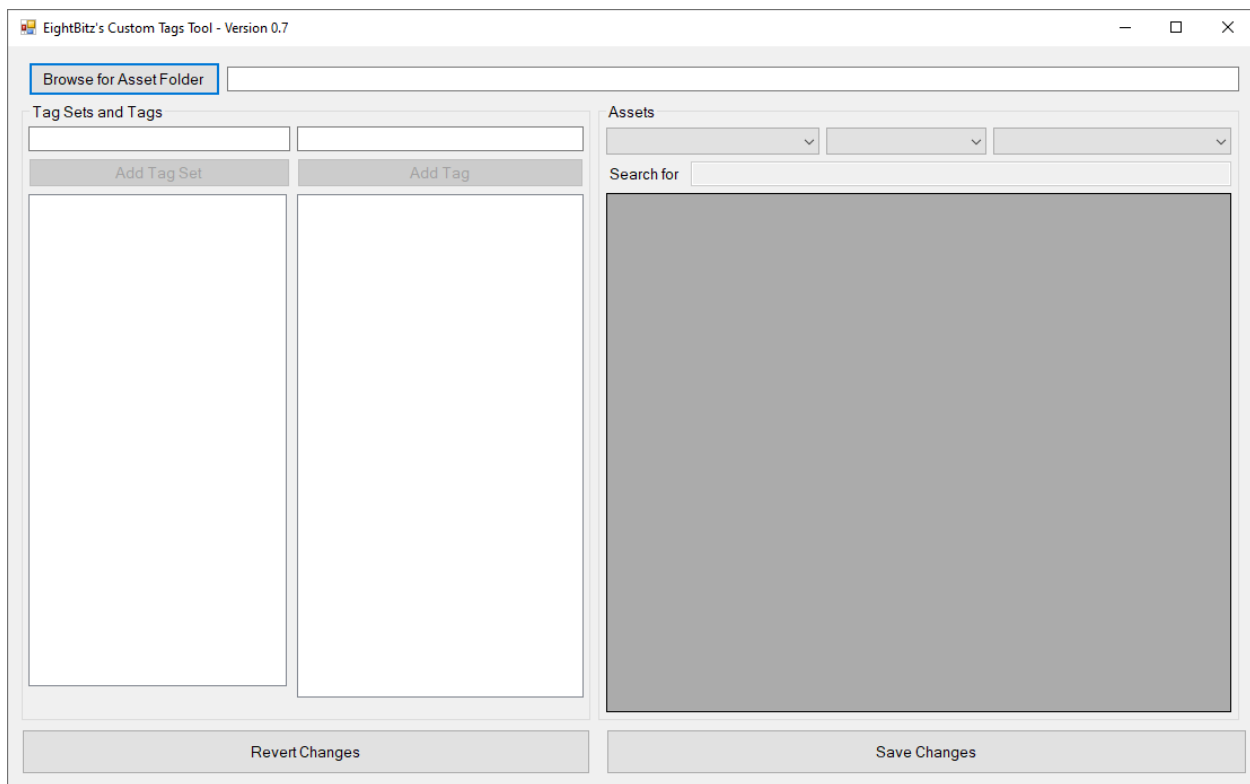 EightBitz's Custom Tags Tool - Version 0.7
Browse for Asset Folder
Tag Sets and Tags
Add Tag Set
Add Tag
Assets
Search for
Revert Changes
Save Changes